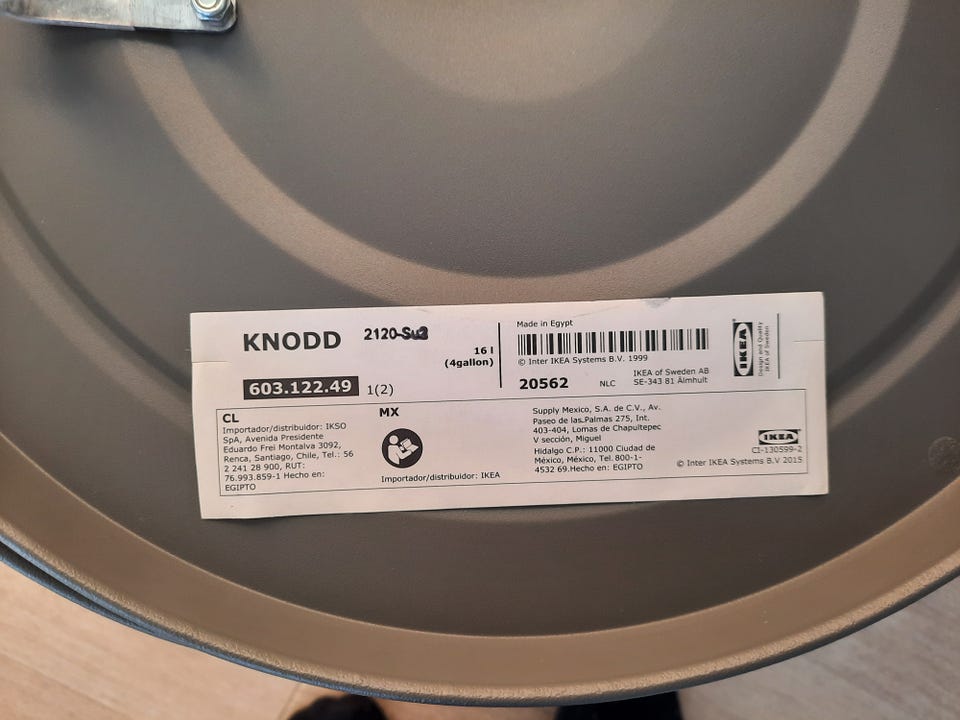 KNODD
2120-Su3
16 l
(4gallon)
603.122.49 1(2)
Made in Egypt
© Inter IKEA Systems B.V. 1999
20562 NLC
IKEA of Sweden AB
SE-343 81 Älmhult
IKEA
Design and Quality
IKEA of Sweden
CL
Importador/distribuidor: IKSO
SpA, Avenida Presidente
Eduardo Frei Montalva 3092,
Renca, Santiago, Chile, Tel.: 56
2 241 28 900, RUT:
76.993.859-1 Hecho en:
EGIPTO
MX
Importador/distribuidor: IKEA
Supply Mexico, S.A. de C.V., Av.
Paseo de las Palmas 275, Int.
403-404, Lomas de Chapultepec
V sección, Miguel
Hidalgo C.P.: 11000 Ciudad de
México, México, Tel. 800-1-
4532 69.Hecho en: EGIPTO
IKEA
CI-130599-2
© Inter IKEA Systems B.V 2015